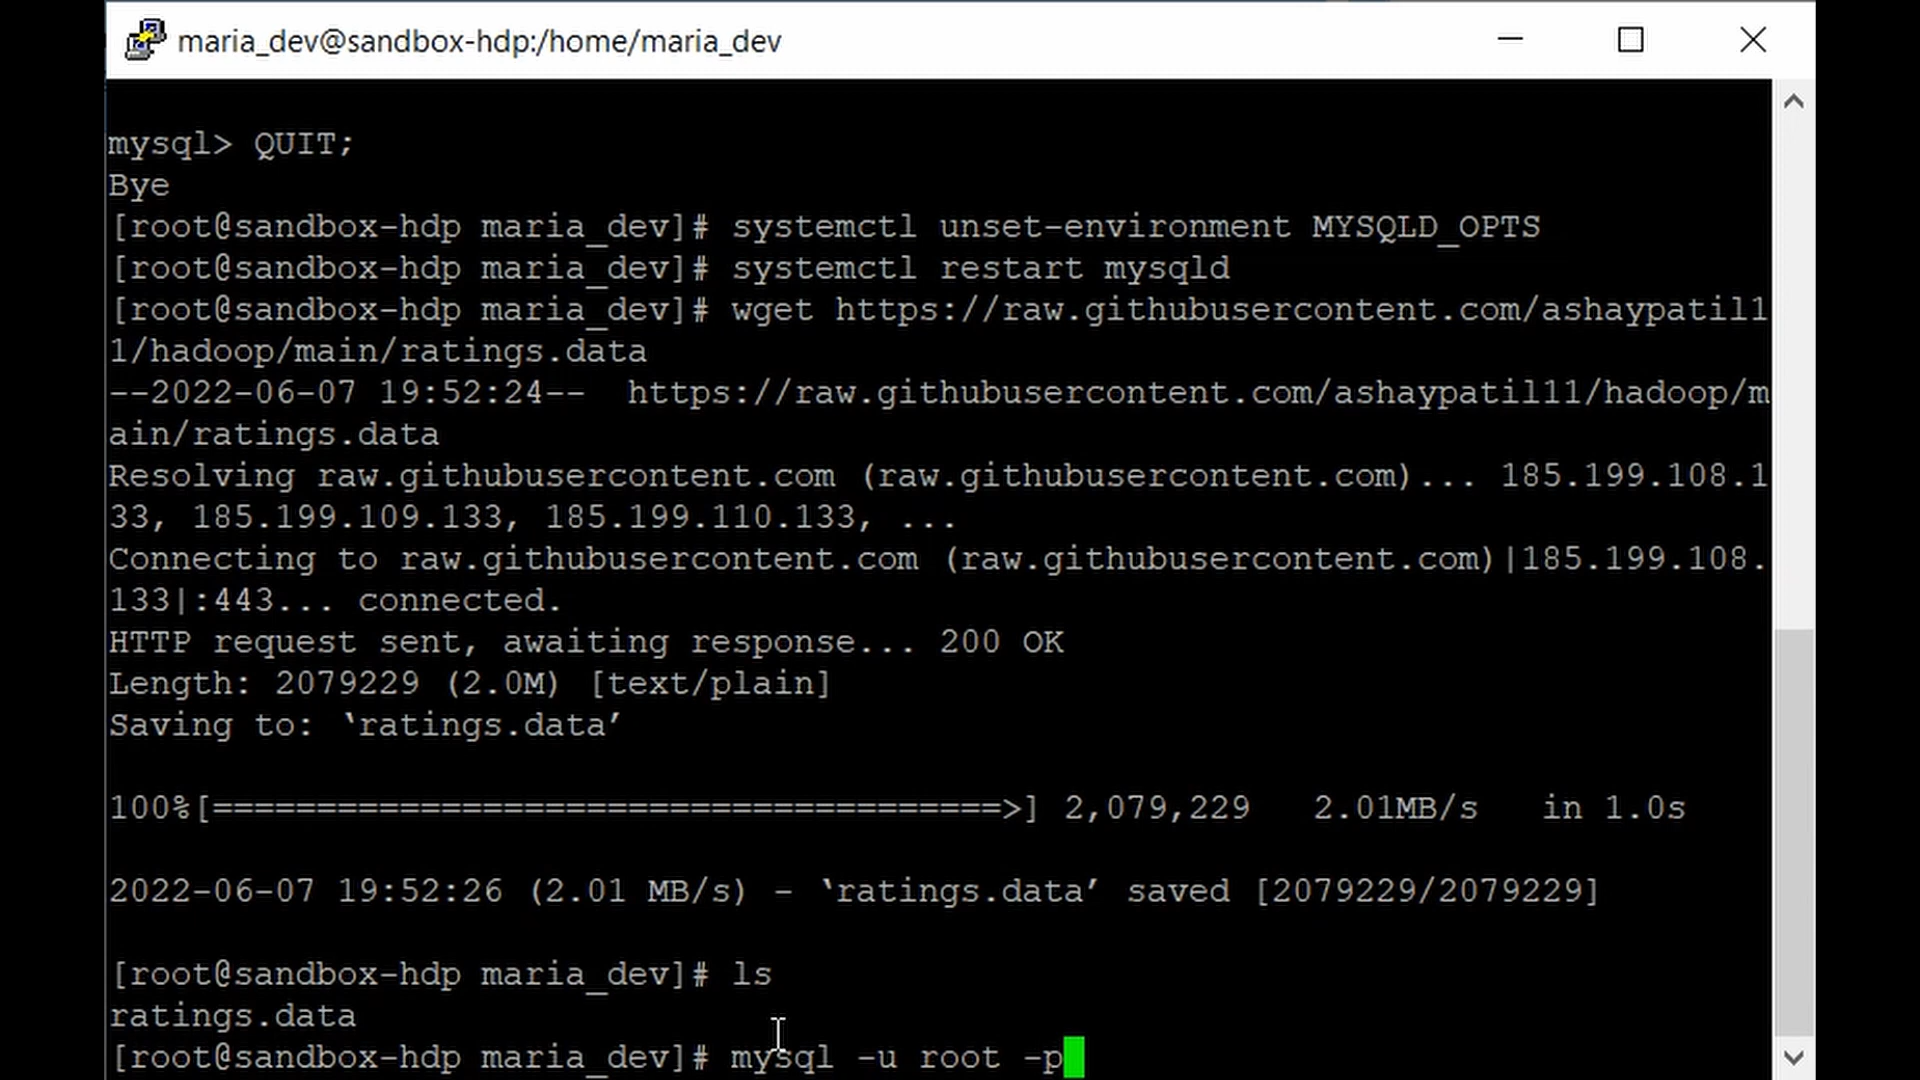 maria_dev@sandbox-hdp:/home/maria_dev
mysql> QUIT;
Bye
[root@sandbox-hdp maria_dev]# systemctl unset-environment MYSQLD_OPTS
[root@sandbox-hdp maria_dev]# systemctl restart mysqld
[root@sandbox-hdp maria_dev]# wget https://raw.githubusercontent.com/ashaypatil1
1/hadoop/main/ratings.data
--2022-06-07 19:52:24--  https://raw.githubusercontent.com/ashaypatil11/hadoop/m
ain/ratings.data
Resolving raw.githubusercontent.com (raw.githubusercontent.com)... 185.199.108.1
33, 185.199.109.133, 185.199.110.133, ...
Connecting to raw.githubusercontent.com (raw.githubusercontent.com)|185.199.108.
133|:443... connected.
HTTP request sent, awaiting response... 200 OK
Length: 2079229 (2.0M) [text/plain]
Saving to: ‘ratings.data’
100%[======================================>] 2,079,229   2.01MB/s   in 1.0s
2022-06-07 19:52:26 (2.01 MB/s) - ‘ratings.data’ saved [2079229/2079229]
[root@sandbox-hdp maria_dev]# ls
ratings.data
[root@sandbox-hdp maria_dev]# mysql -u root -p